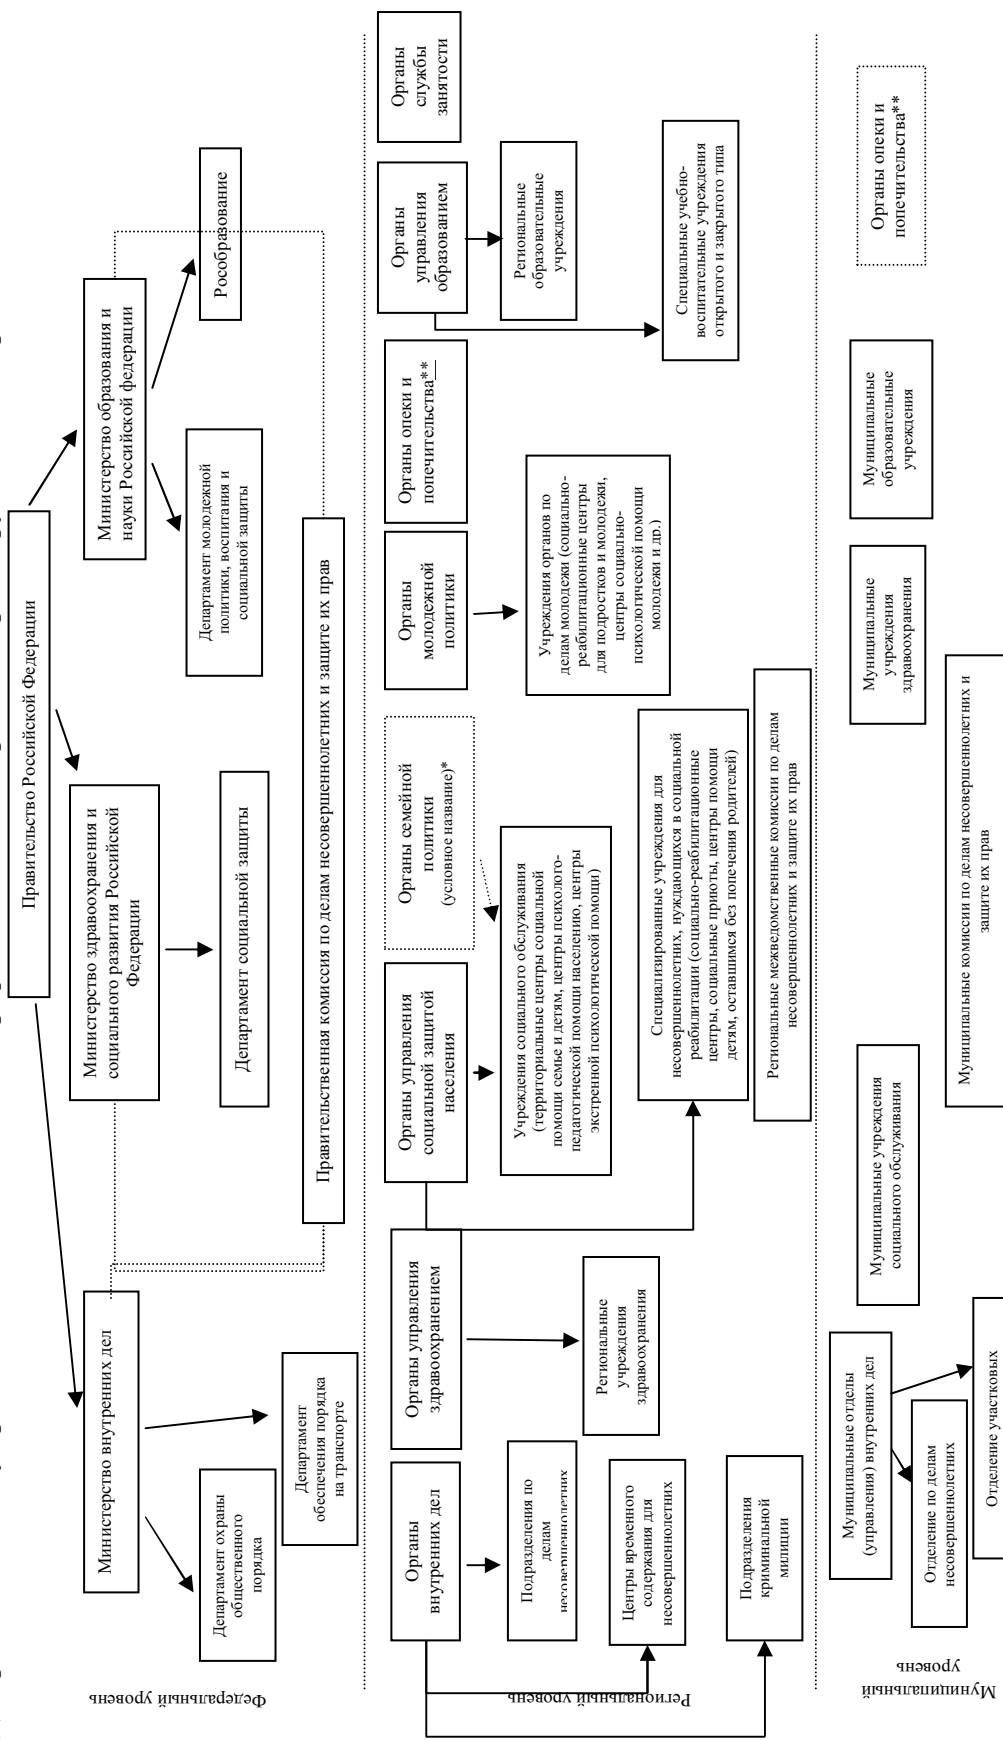 Правительство Российской Федерации
Министерство внутренних дел
Министерство здравоохранения и
социального развития Российской
Федерации
Министерство образования и
науки Российской федерации
Департамент охраны
общественного
порядка
Департамент
обеспечения порядка
на транспорте
Департамент социальной защиты
Департамент молодежной
политики, воспитания и
социальной защиты
Рособразование
Правительственная комиссия по делам несовершеннолетних и защите их прав
Федеральный уровень
Органы
внутренних дел
Органы управления
здравоохранением
Органы управления
социальной защитой
населения
Органы семейной
политики
(условное название)*
Органы
молодежной
политики
Органы опеки и
попечительства**
Органы
управления
образованием
Органы
службы
занятости
Подразделения по
делам
несовершеннолетних
Центры временного
содержания для
несовершеннолетних
Подразделения
криминальной
милиции
Региональные
учреждения
здравоохранения
Учреждения социального обслуживания
(территориальные центры социальной
помощи семье и детям, центры психолого-
педагогической помощи населению, центры
экстренной психологической помощи)
Специализированные учреждения для
несовершеннолетних, нуждающихся в социальной
реабилитации (социально-реабилитационные
центры, социальные приюты, центры помощи
детям, оставшимся без попечения родителей)
Учреждения органов по
делам молодежи (социально-
реабилитационные центры
для подростков и молодежи,
центры социально-
психологической помощи
молодежи и др.)
Региональные
образовательные
учреждения
Специальные учебно-
воспитательные учреждения
открытого и закрытого типа
Региональные межведомственные комиссии по делам
несовершеннолетних и защите их прав
Региональный уровень
Муниципальные отделы
(управления) внутренних дел
Отделение по делам
несовершеннолетних
Отделение участковых
Муниципальные учреждения
социального обслуживания
Муниципальные
учреждения
здравоохранения
Муниципальные
образовательные
учреждения
Органы опеки и
попечительства**
Муниципальные комиссии по делам несовершеннолетних и
защите их прав
Муниципальный
уровень